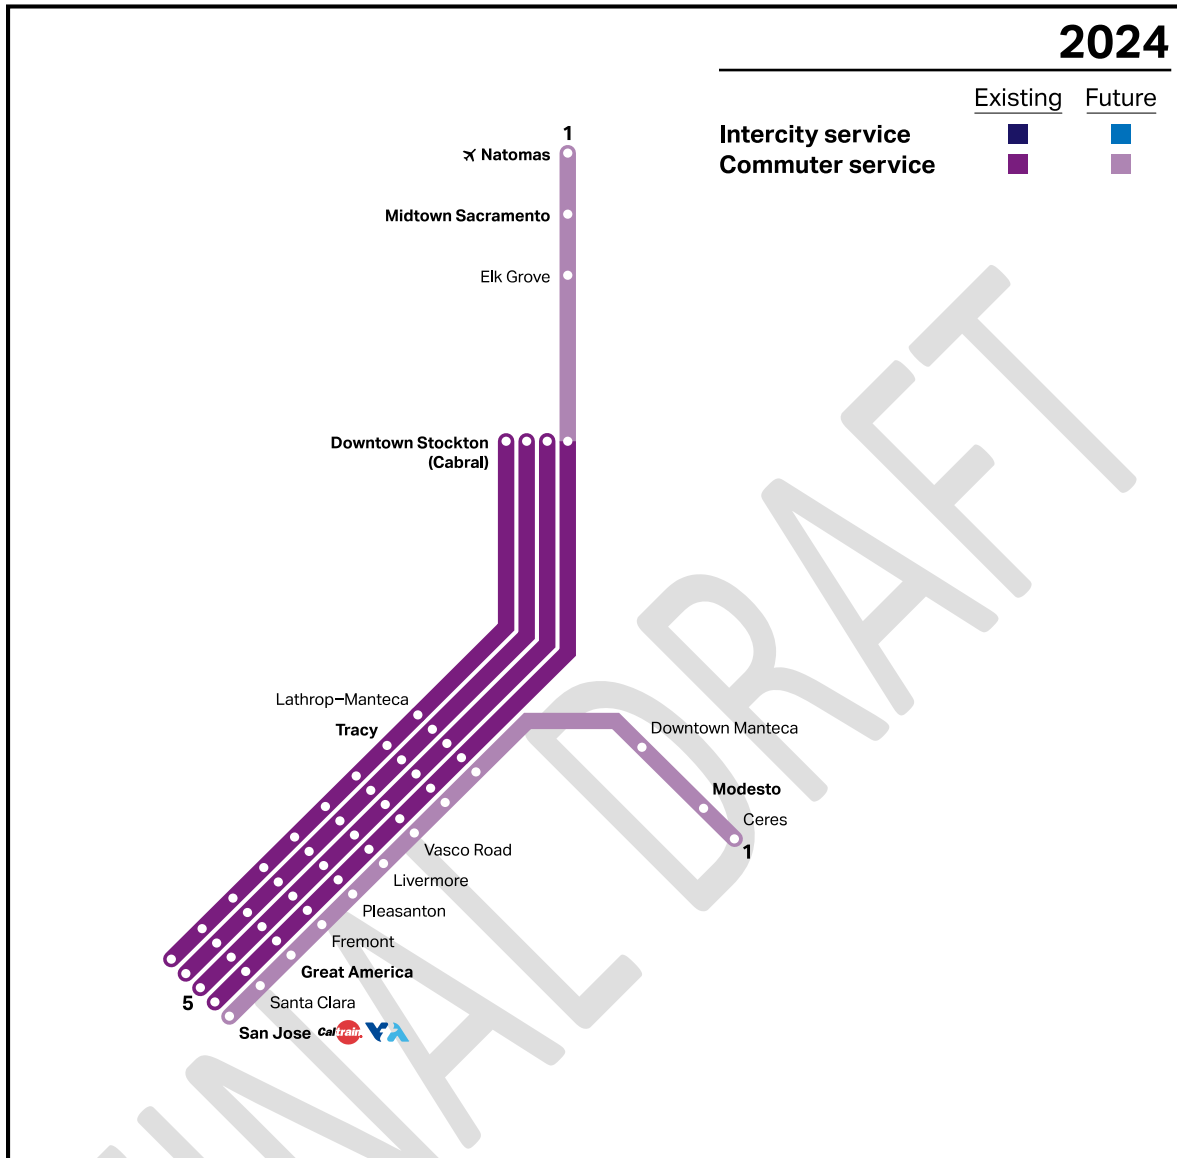 2024
Existing Future
Intercity service
Commuter service
1
Natomas
Midtown Sacramento
Elk Grove
Downtown Stockton
(Cabral)
Lathrop–Manteca
Tracy
Downtown Manteca
Modesto
Ceres
1
Vasco Road
Livermore
Pleasanton
Fremont
Great America
Santa Clara
5
San Jose Caltrain VTA
FINAL DRAFT